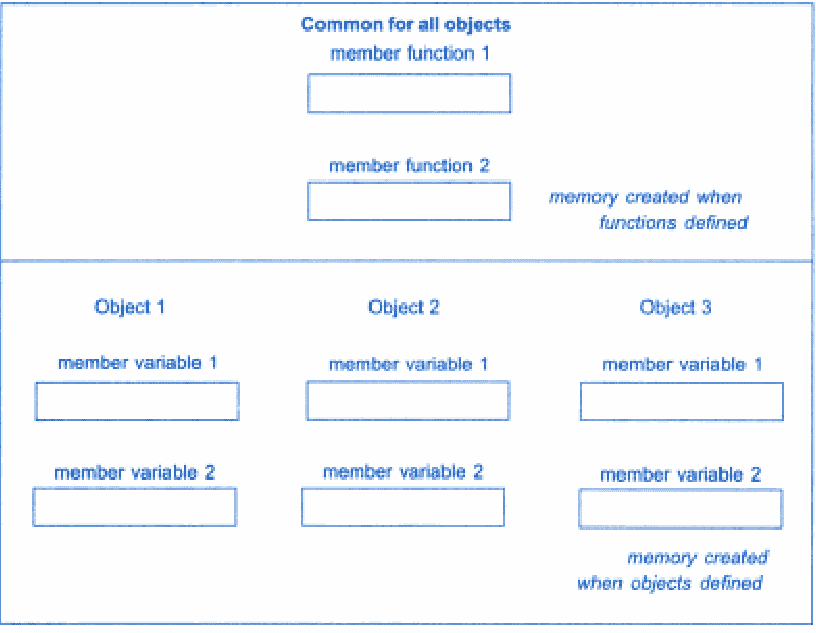 Common for all objects
member function 1
member function 2
memory created when
functions defined
Object 1
Object 2
Object 3
member variable 1
member variable 1
member variable 1
member variable 2
member variable 2
member variable 2
memory created
when objects defined